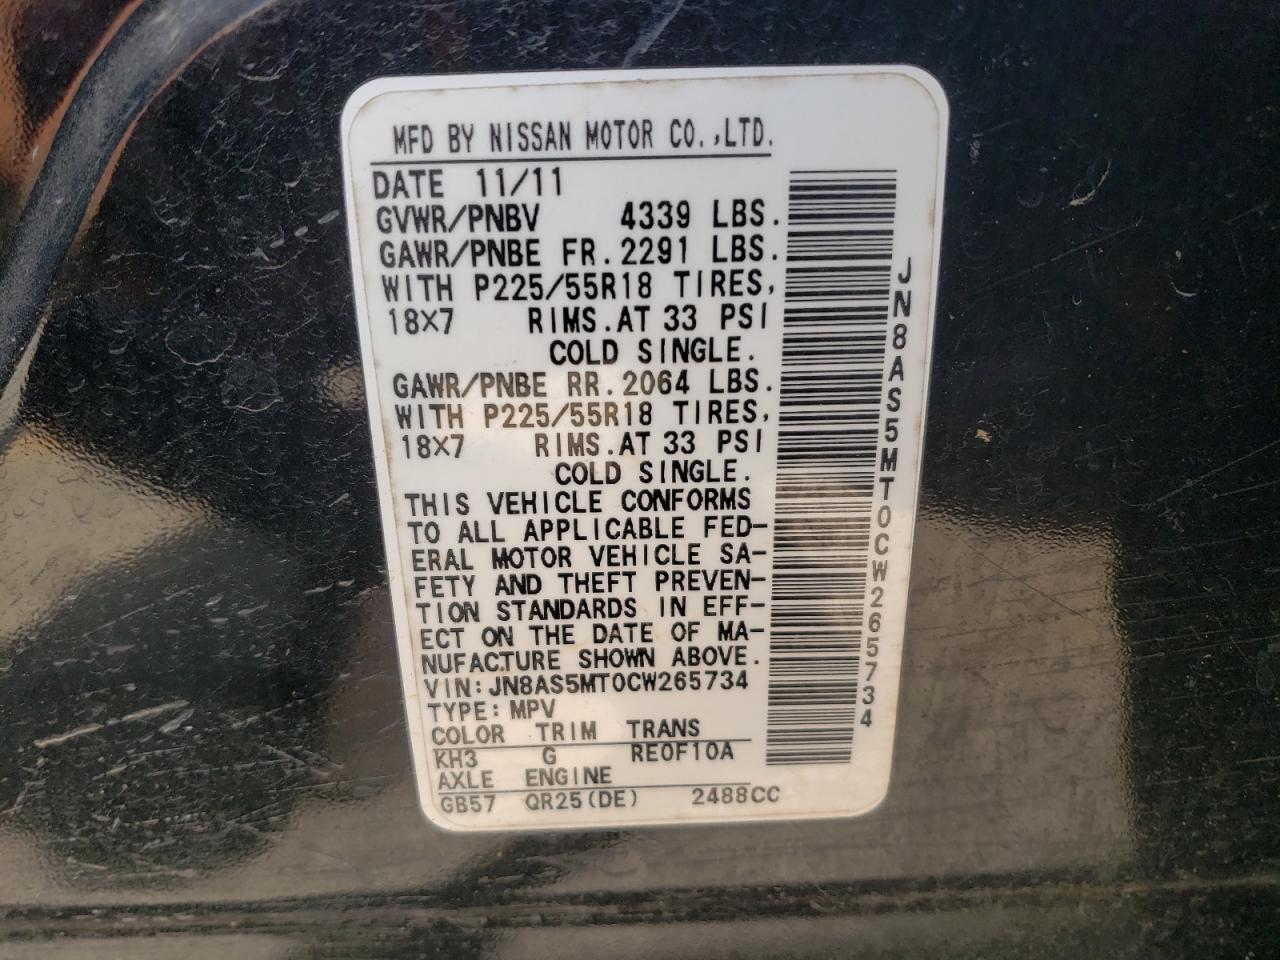 MFD BY NISSAN MOTOR CO.,LTD.
DATE 11/11
GVWR/PNBV 4339 LBS.
GAWR/PNBE FR.2291 LBS.
WITH P225/55R18 TIRES,
18X7 RIMS.AT 33 PSI
COLD SINGLE.
GAWR/PNBE RR.2064 LBS.
WITH P225/55R18 TIRES,
18X7 RIMS.AT 33 PSI
COLD SINGLE.
THIS VEHICLE CONFORMS
TO ALL APPLICABLE FED-
ERAL MOTOR VEHICLE SA-
FETY AND THEFT PREVEN-
TION STANDARDS IN EFF-
ECT ON THE DATE OF MA-
NUFACTURE SHOWN ABOVE.
VIN:JN8AS5MT0CW265734
TYPE:MPV
COLOR TRIM TRANS
KH3 G RE0F10A
AXLE ENGINE
GB57 QR25(DE) 2488CC
JN8AS5MT0CW265734